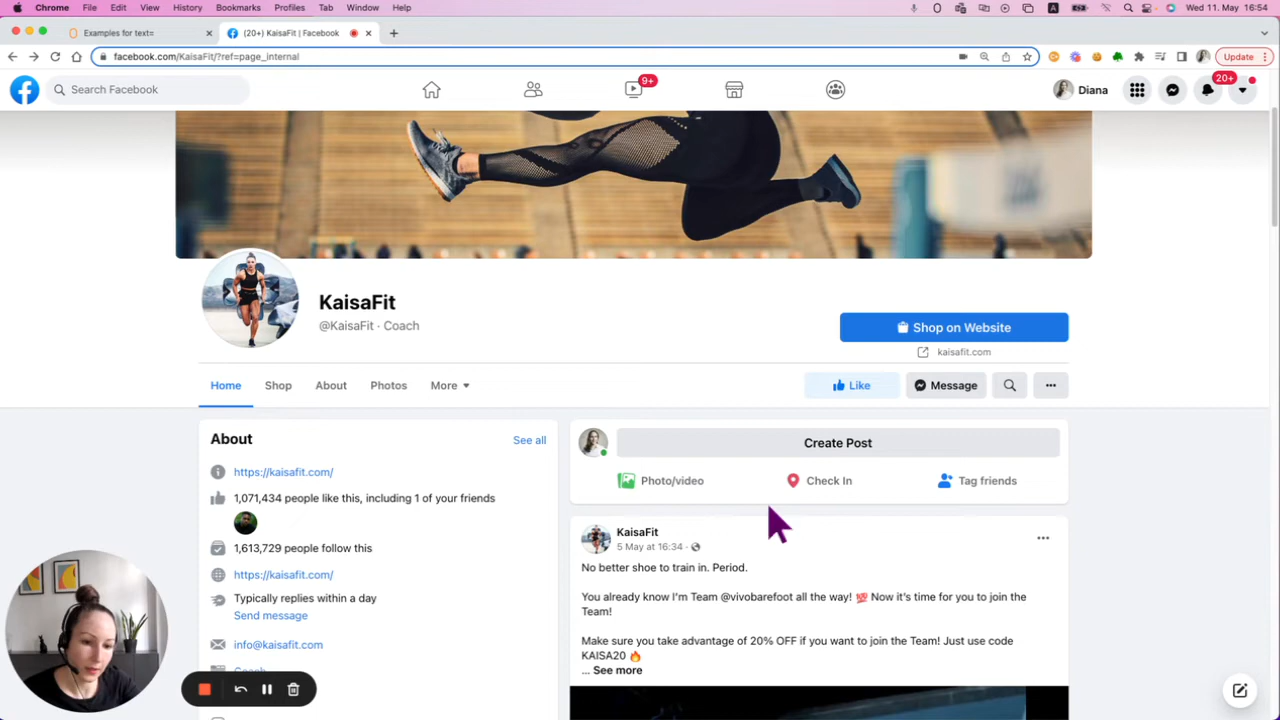 Chrome File Edit View History Bookmarks Profiles Tab Window Help
A
Wed 11. May 16:54
Examples for text=
(20+) KaisaFit | Facebook
facebook.com/KaisaFit/?ref=page_internal
Update
Search Facebook
9+
Diana
20+
KaisaFit
@KaisaFit · Coach
Shop on Website
kaisafit.com
Home Shop About Photos More
Like
Message
About
See all
https://kaisafit.com/
1,071,434 people like this, including 1 of your friends
1,613,729 people follow this
https://kaisafit.com/
Typically replies within a day
Send message
info@kaisafit.com
Coach
Create Post
Photo/video
Check In
Tag friends
KaisaFit
5 May at 16:34 ·
No better shoe to train in. Period.
You already know I'm Team @vivobarefoot all the way! 💯 Now it's time for you to join the
Team!
Make sure you take advantage of 20% OFF if you want to join the Team! Just use code
KAISA20 🔥
... See more